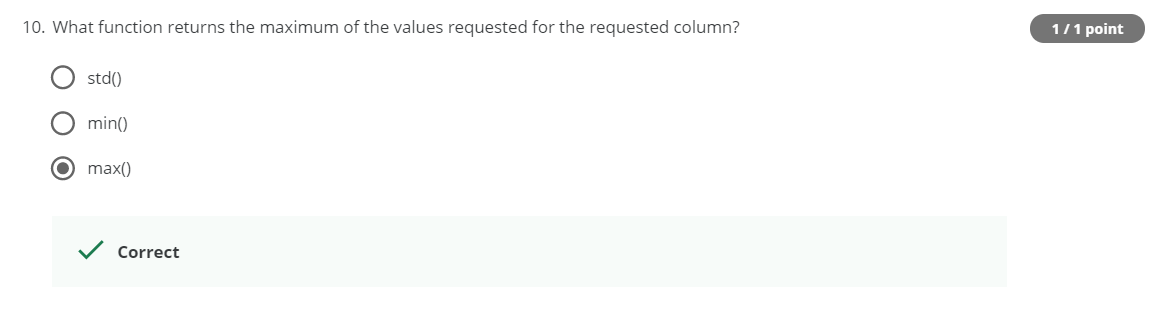 10. What function returns the maximum of the values requested for the requested column?
1 / 1 point
std()
min()
max()
Correct